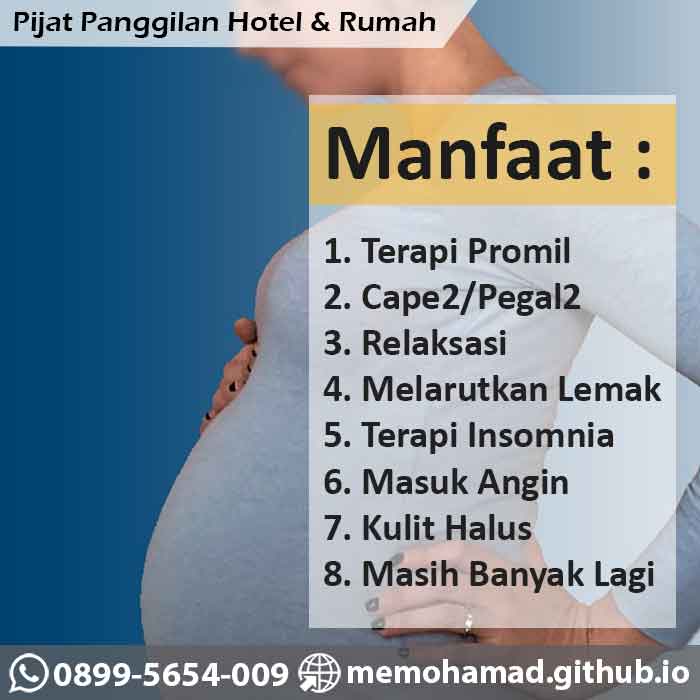 Pijat Panggilan Hotel & Rumah
Manfaat :
1. Terapi Promil
2. Cape2/Pegal2
3. Relaksasi
4. Melarutkan Lemak
5. Terapi Insomnia
6. Masuk Angin
7. Kulit Halus
8. Masih Banyak Lagi
0899-5654-009 memohamad.github.io